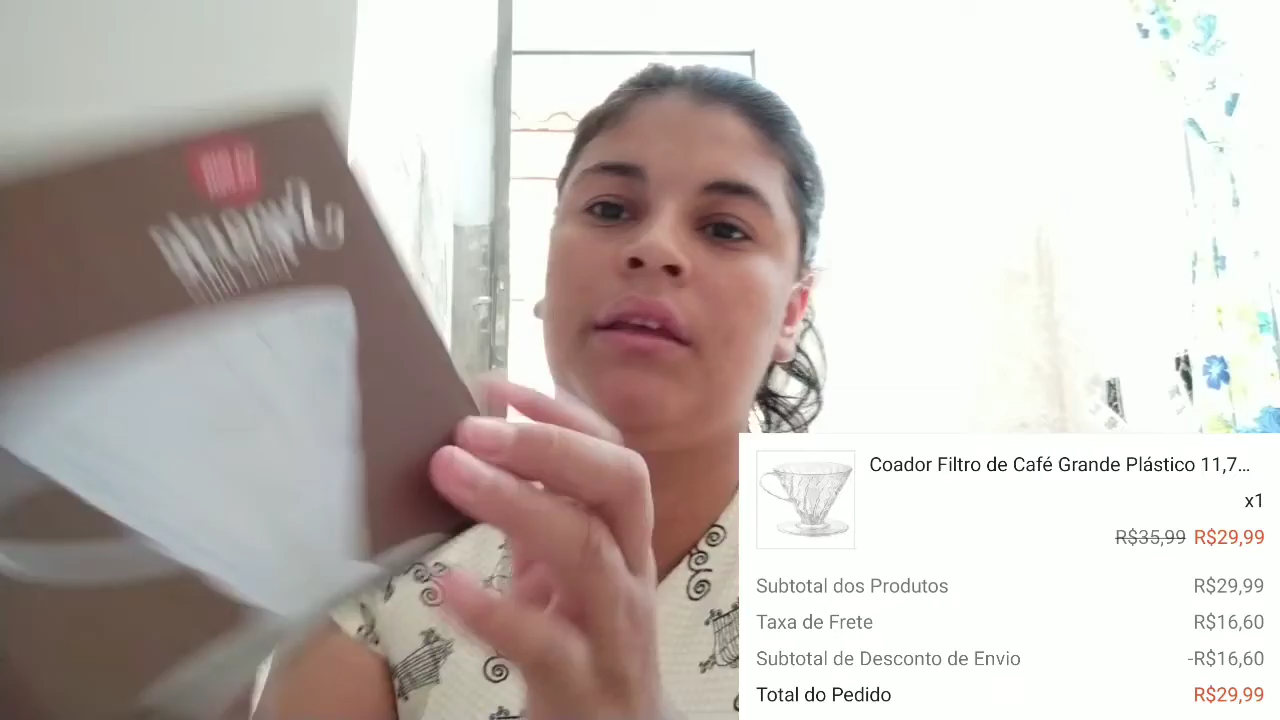 Coador Filtro de Café Grande Plástico 11,7...
x1
R$35,99 R$29,99
Subtotal dos Produtos R$29,99
Taxa de Frete R$16,60
Subtotal de Desconto de Envio -R$16,60
Total do Pedido R$29,99